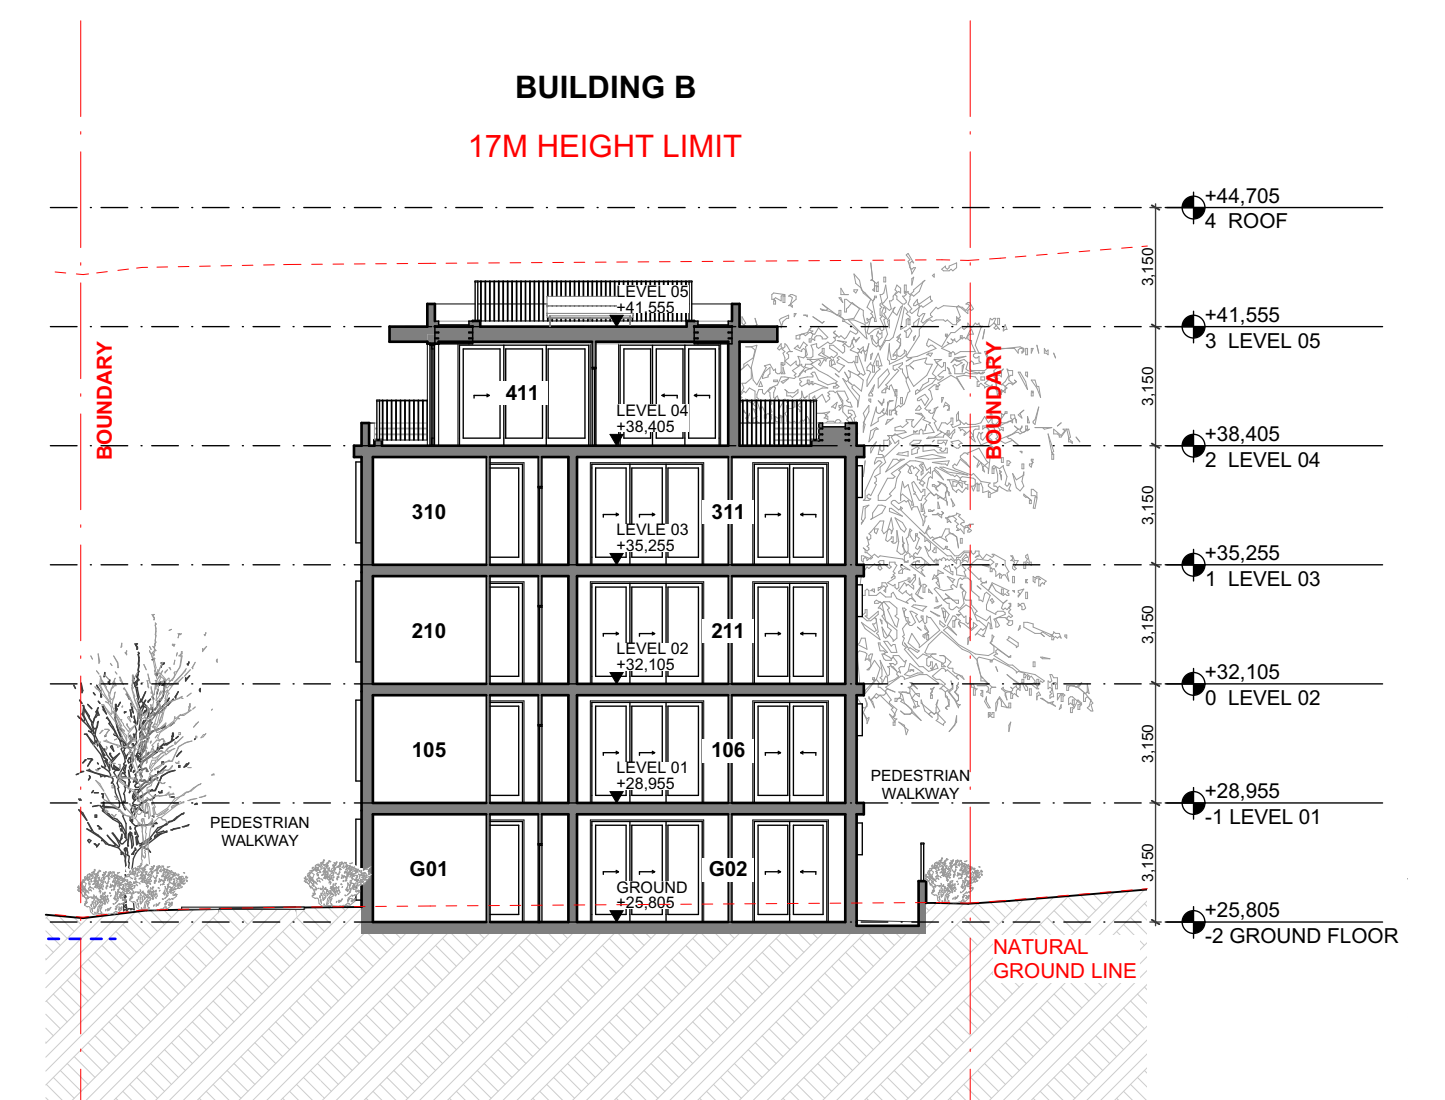 BUILDING B
17M HEIGHT LIMIT
+44,705
4 ROOF
3,150
LEVEL 05
+41,555
+41,555
3 LEVEL 05
BOUNDARY
BOUNDARY
3,150
411
LEVEL 04
+38,405
+38,405
2 LEVEL 04
3,150
310
311
LEVLE 03
+35,255
+35,255
1 LEVEL 03
3,150
210
211
LEVEL 02
+32,105
+32,105
0 LEVEL 02
3,150
105
106
LEVEL 01
+28,955
PEDESTRIAN
WALKWAY
+28,955
-1 LEVEL 01
PEDESTRIAN
WALKWAY
3,150
G01
G02
GROUND
+25,805
+25,805
-2 GROUND FLOOR
NATURAL
GROUND LINE